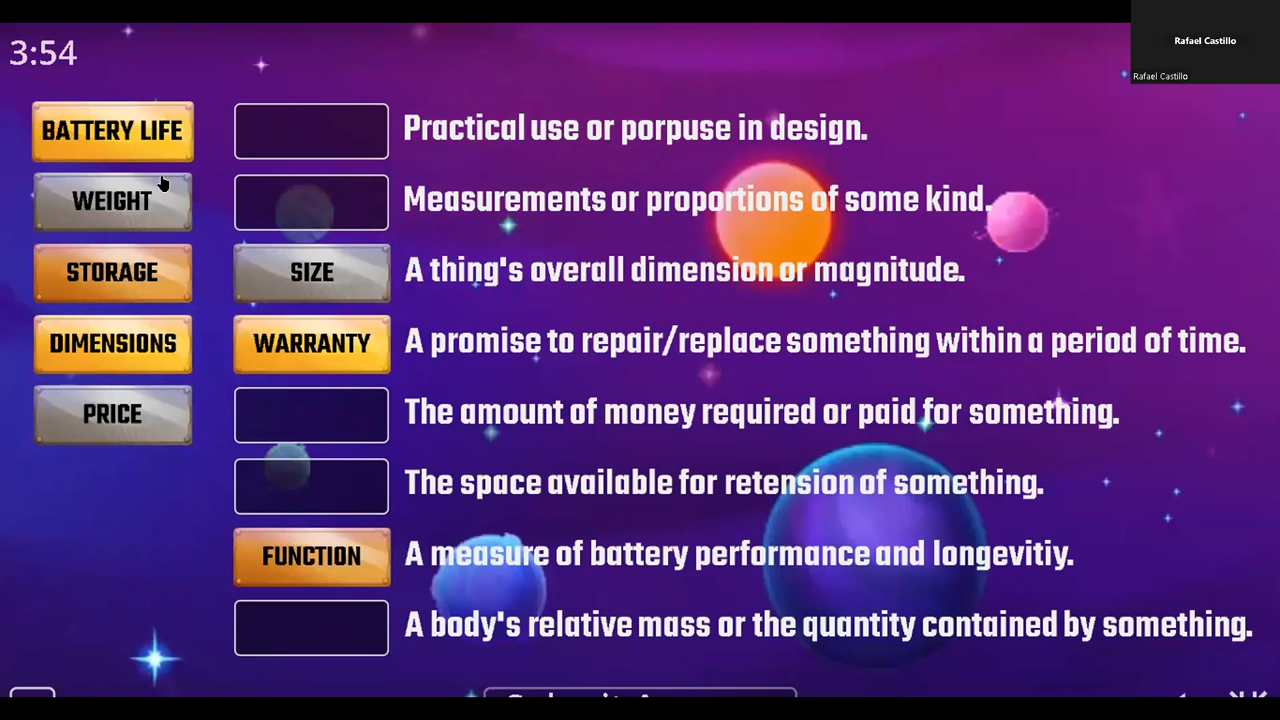 3:54
Rafael Castillo
Rafael Castillo
BATTERY LIFE
Practical use or porpuse in design.
WEIGHT
Measurements or proportions of some kind.
STORAGE
SIZE
A thing's overall dimension or magnitude.
DIMENSIONS
WARRANTY
A promise to repair/replace something within a period of time.
PRICE
The amount of money required or paid for something.
The space available for retension of something.
FUNCTION
A measure of battery performance and longevitiy.
A body's relative mass or the quantity contained by something.